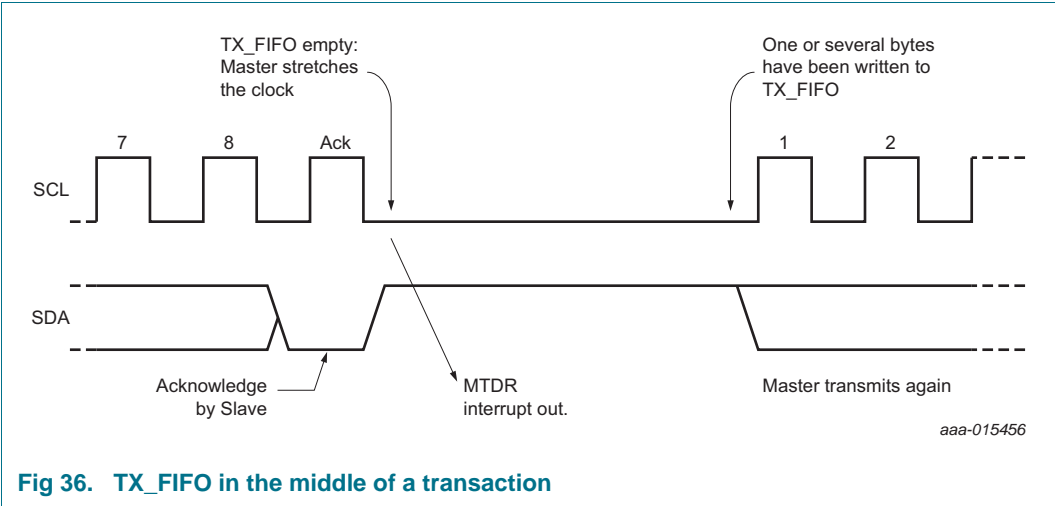 TX_FIFO empty:
Master stretches
the clock
One or several bytes
have been written to
TX_FIFO
7
8
Ack
1
2
SCL
SDA
Acknowledge
by Slave
MTDR
interrupt out.
Master transmits again
aaa-015456
Fig 36. TX_FIFO in the middle of a transaction